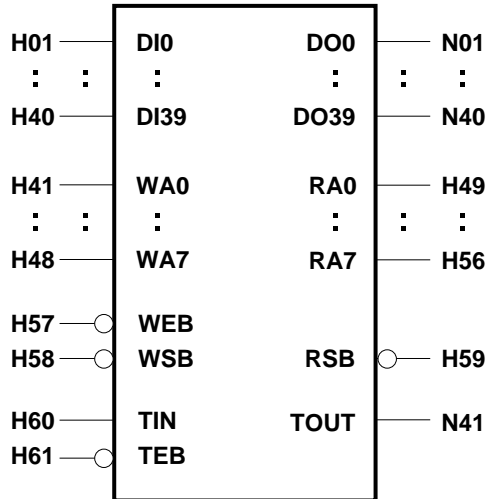 H01 DI0 DO0 N01
: : : : : :
H40 DI39 DO39 N40
H41 WA0 RA0 H49
: : : : : :
H48 WA7 RA7 H56
H57 WEB
H58 WSB RSB H59
H60 TIN TOUT N41
H61 TEB